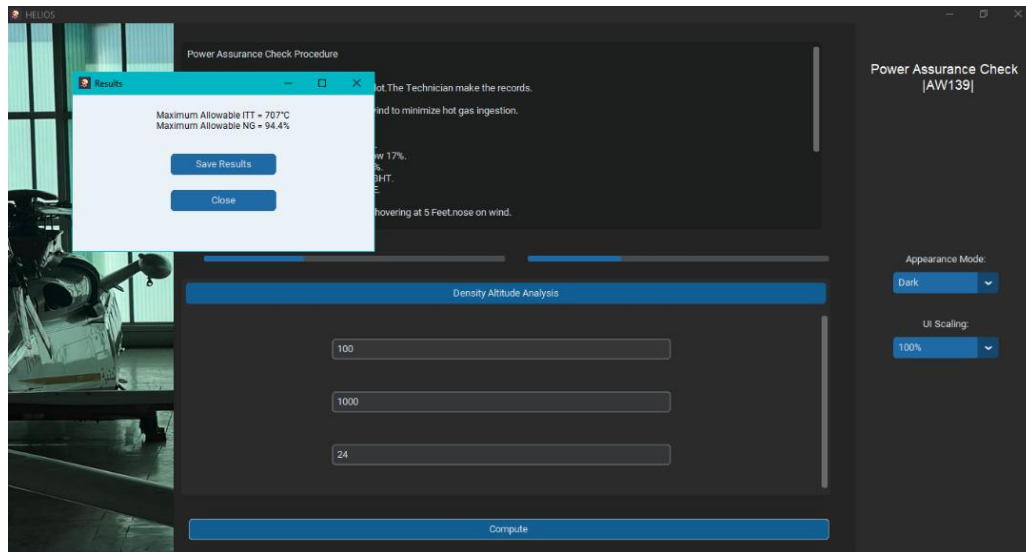 HELIOS
Power Assurance Check Procedure
Results
lot.The Technician make the records.
ind to minimize hot gas ingestion.
Maximum Allowable ITT = 707°C
Maximum Allowable NG = 94.4%
w 17%.
%.
GHT.
E.
Save Results
Close
hovering at 5 Feet.nose on wind.
Density Altitude Analysis
100
1000
24
Compute
Power Assurance Check
|AW139|
Appearance Mode:
Dark
UI Scaling:
100%